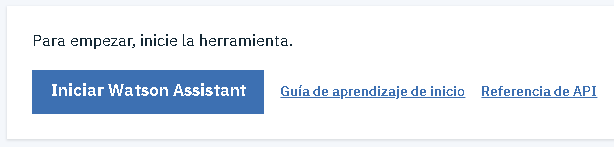 Para empezar, inicie la herramienta.
Iniciar Watson Assistant Guía de aprendizaje de inicio Referencia de API